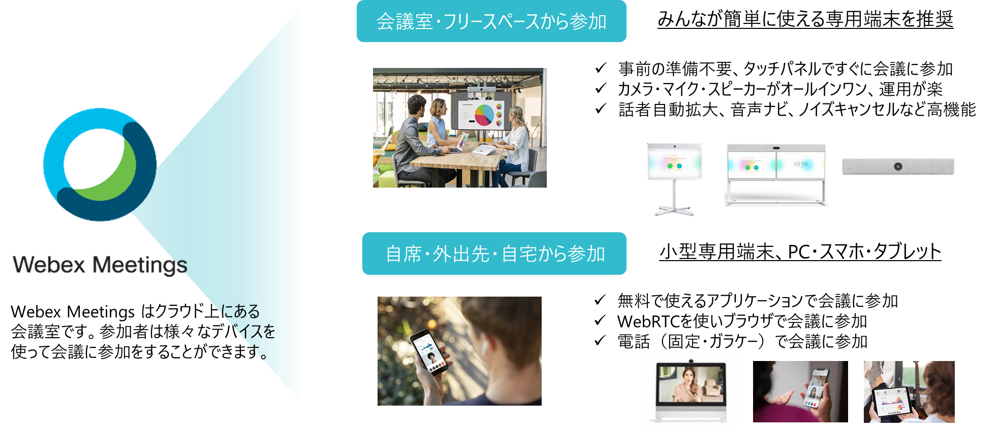 会議室・フリースペースから参加
みんなが簡単に使える専用端末を推奨
✓ 事前の準備不要、タッチパネルですぐに会議に参加
✓ カメラ・マイク・スピーカーがオールインワン、運用が楽
✓ 話者自動拡大、音声ナビ、ノイズキャンセルなど高機能
09:54
Webex Meetings
Webex Meetings はクラウド上にある
会議室です。参加者は様々なデバイスを
使って会議に参加をすることができます。
自席・外出先・自宅から参加
小型専用端末、PC・スマホ・タブレット
✓ 無料で使えるアプリケーションで会議に参加
✓ WebRTCを使いブラウザで会議に参加
✓ 電話（固定・ガラケー）で会議に参加